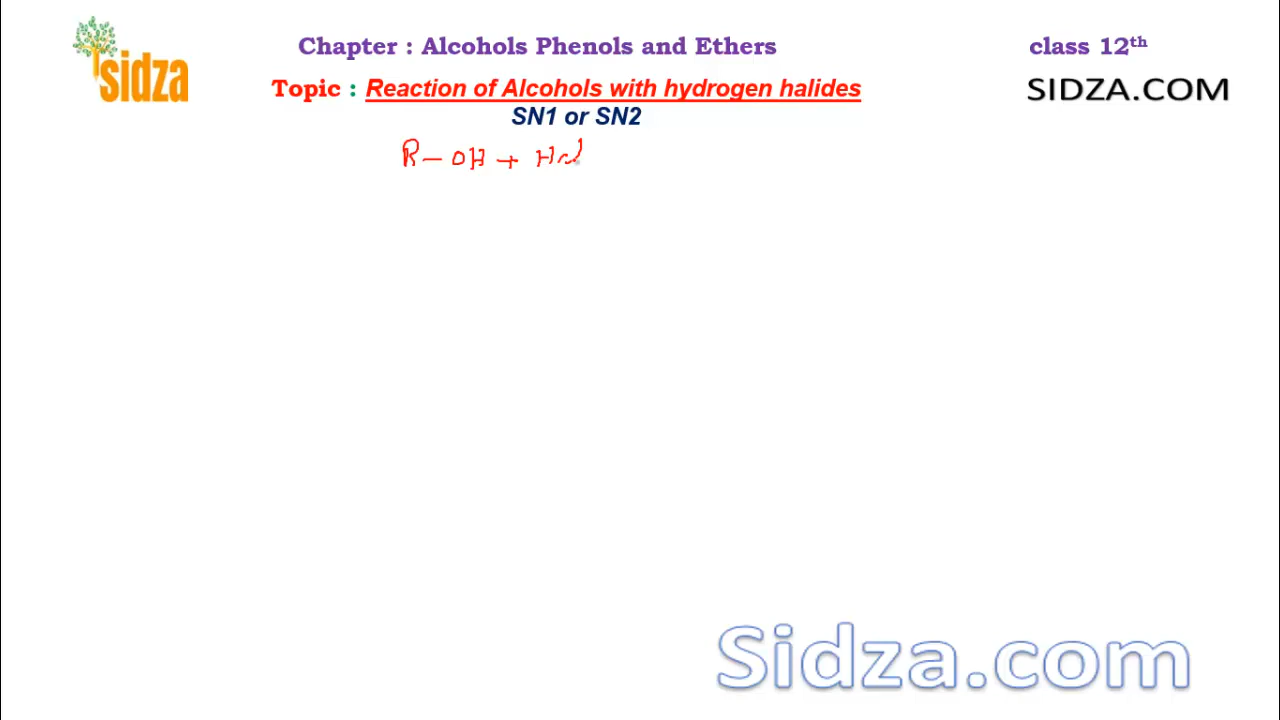 sidza
Chapter : Alcohols Phenols and Ethers
class 12th
Topic : Reaction of Alcohols with hydrogen halides
SIDZA.COM
SN1 or SN2
R – OH + HCl
Sidza.com